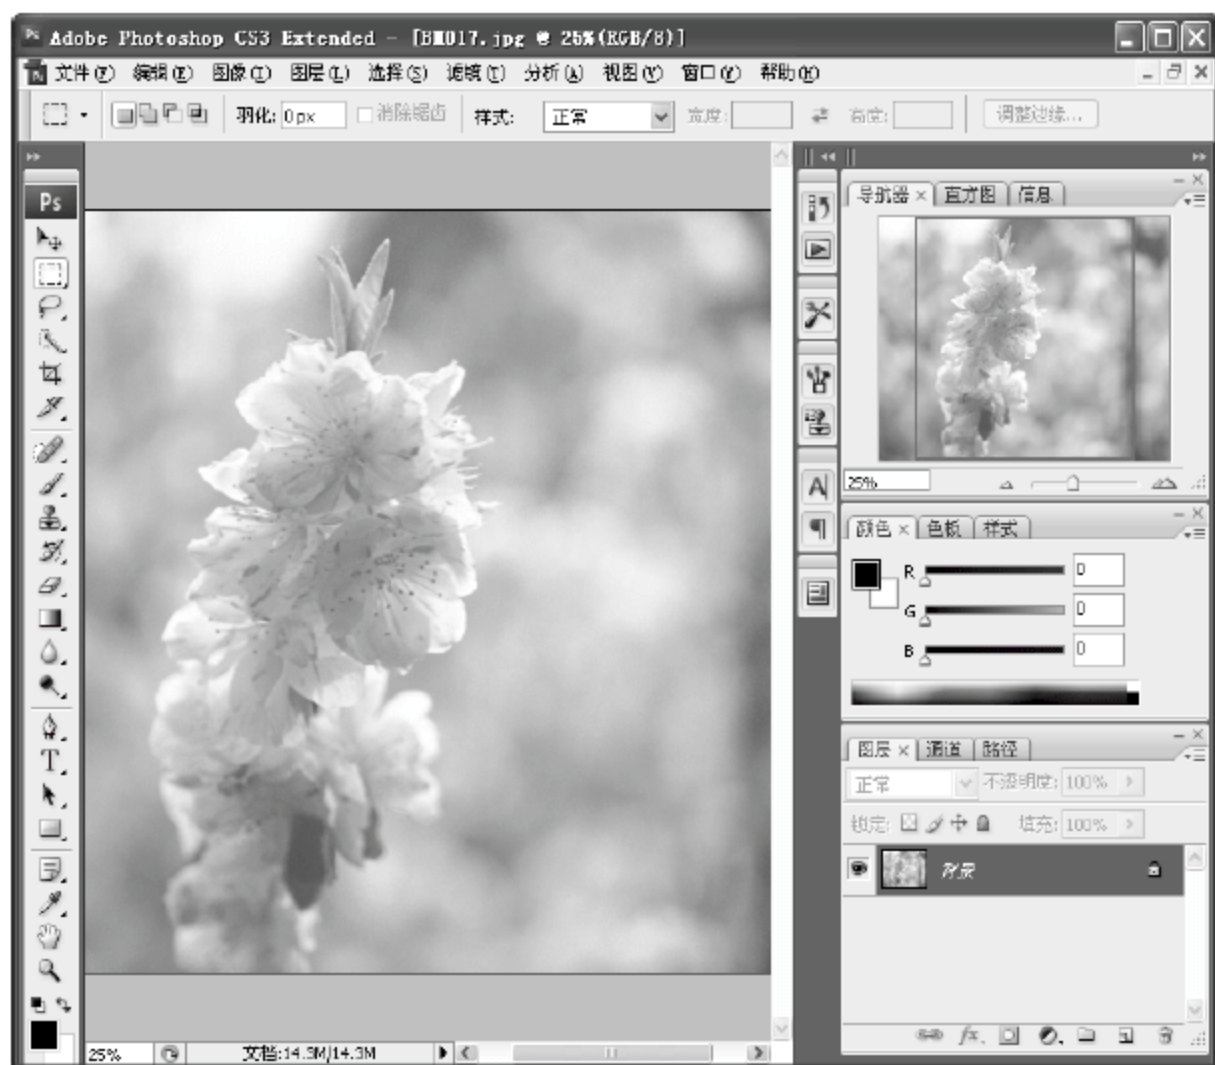 Ps Adobe Photoshop CS3 Extended - [BM017.jpg @ 25%(RGB/8)]
文件(F) 编辑(E) 图像(I) 图层(L) 选择(S) 滤镜(T) 分析(A) 视图(V) 窗口(W) 帮助(H)
羽化: 0px 消除锯齿 样式: 正常 宽度: 高度: 调整边缘...
Ps
导航器 × 直方图 信息
25%
颜色 × 色板 样式
R 0
G 0
B 0
图层 × 通道 路径
正常 不透明度: 100%
锁定: 填充: 100%
背景
25% 文档:14.3M/14.3M